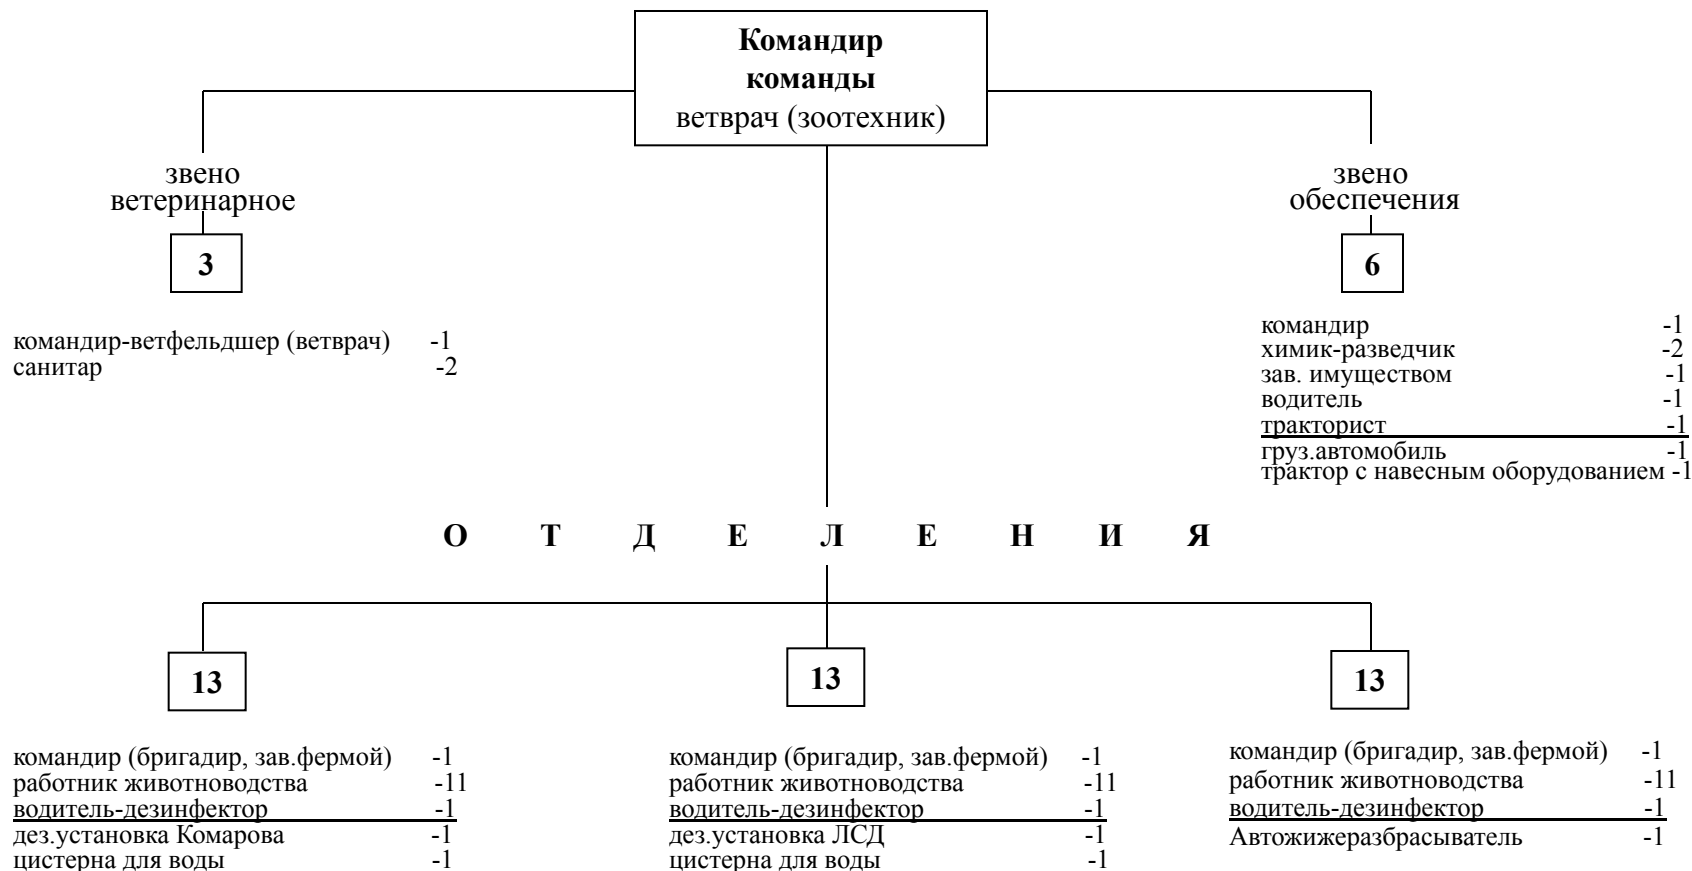 Командир
команды
ветврач (зоотехник)
звено
ветеринарное
3
командир-ветфельдшер (ветврач) -1
санитар -2
звено
обеспечения
6
командир -1
химик-разведчик -2
зав. имуществом -1
водитель -1
тракторист -1
груз.автомобиль -1
трактор с навесным оборудованием -1
О Т Д Е Л Е Н И Я
13
командир (бригадир, зав.фермой) -1
работник животноводства -11
водитель-дезинфектор -1
дез.установка Комарова -1
цистерна для воды -1
13
командир (бригадир, зав.фермой) -1
работник животноводства -11
водитель-дезинфектор -1
дез.установка ЛСД -1
цистерна для воды -1
13
командир (бригадир, зав.фермой) -1
работник животноводства -11
водитель-дезинфектор -1
Автожижеразбрасыватель -1